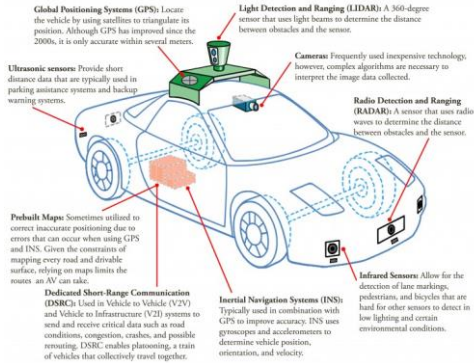 Global Positioning Systems (GPS): Locate
the vehicle by using satellites to triangulate its
position. Although GPS has improved since the
2000s, it is only accurate within several meters.
Light Detection and Ranging (LIDAR): A 360-degree
sensor that uses light beams to determine the distance
between obstacles and the sensor.
Cameras: Frequently used inexpensive technology,
however, complex algorithms are necessary to
interpret the image data collected.
Ultrasonic sensors: Provide short
distance data that are typically used in
parking assistance systems and backup
warning systems.
Radio Detection and Ranging
(RADAR): A sensor that uses radio
waves to determine the distance
between obstacles and the sensor.
Prebuilt Maps: Sometimes utilized to
correct inaccurate positioning due to
errors that can occur when using GPS
and INS. Given the constraints of
mapping every road and drivable
surface, relying on maps limits the
routes an AV can take.
Dedicated Short-Range Communication
(DSRC): Used in Vehicle to Vehicle (V2V)
and Vehicle to Infrastructure (V2I) systems to
send and receive critical data such as road
conditions, congestion, crashes, and possible
rerouting. DSRC enables platooning, a train
of vehicles that collectively travel together.
Inertial Navigation Systems (INS):
Typically used in combination with
GPS to improve accuracy. INS uses
gyroscopes and accelerometers to
determine vehicle position,
orientation, and velocity.
Infrared Sensors: Allow for the
detection of lane markings,
pedestrians, and bicycles that are
hard for other sensors to detect in
low lighting and certain
environmental conditions.